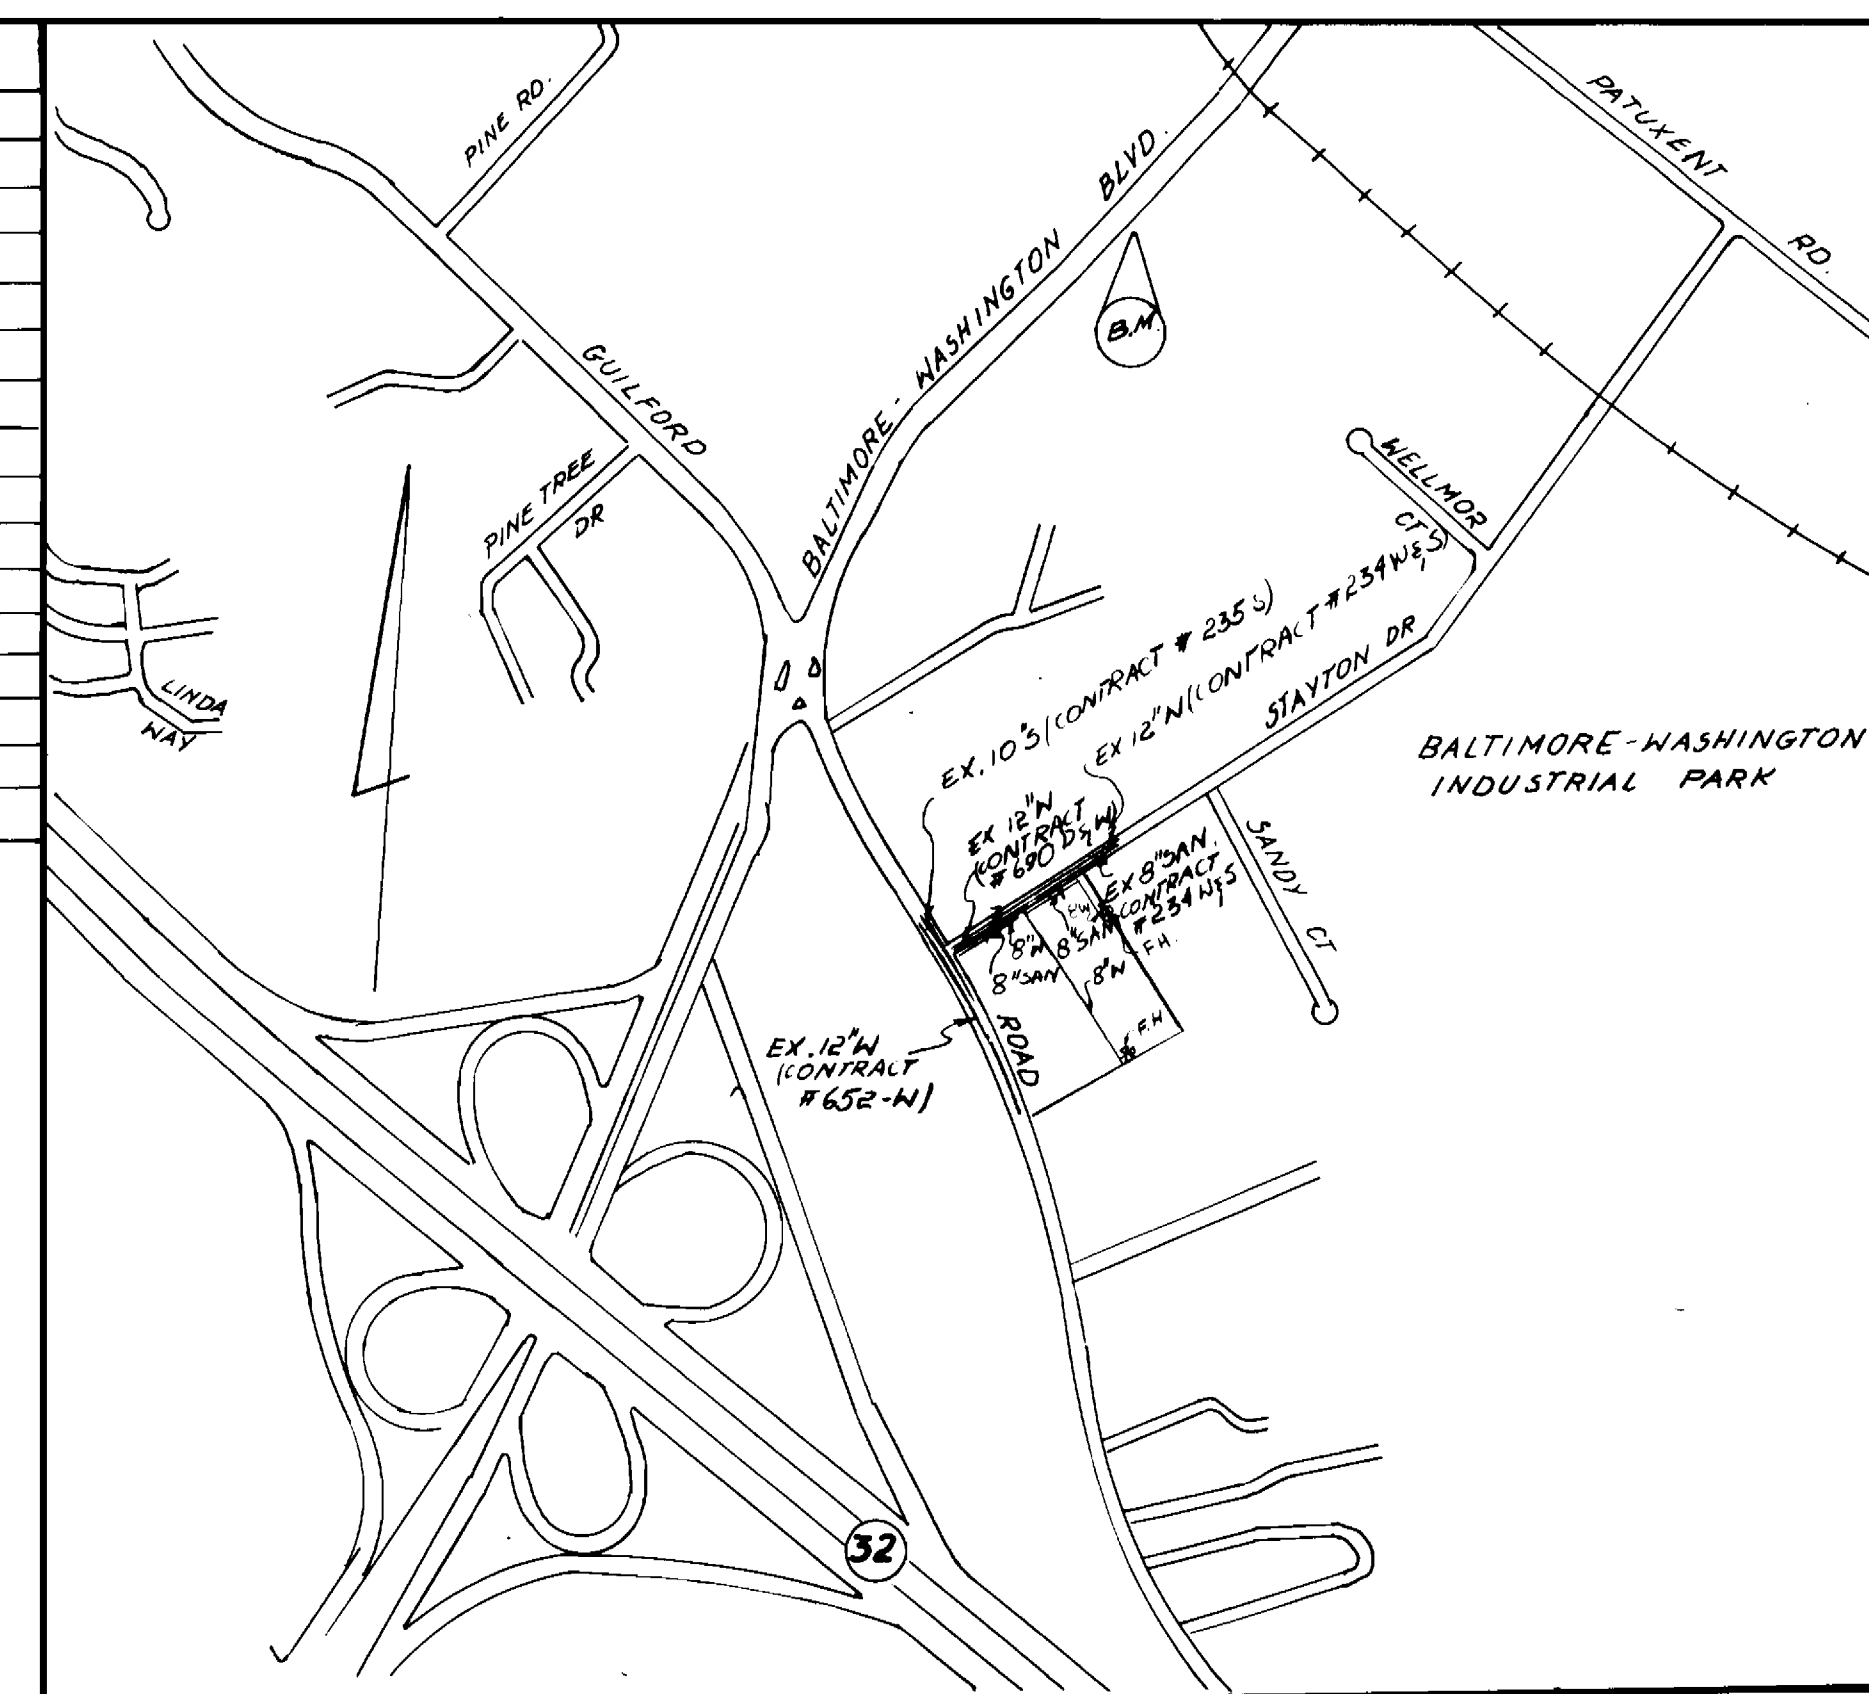 PINE RD.
PATUXENT
RD.
BALTIMORE - WASHINGTON BLVD.
B.M.
GUILFORD
PINE TREE
DR
WELLMOR
CT
LINDA
WAY
EX. 10"S (CONTRACT # 235 S)
EX 12"W (CONTRACT #234 W&S)
STAYTON DR
BALTIMORE-WASHINGTON
INDUSTRIAL PARK
EX 12"W
(CONTRACT
#690 D&W)
EX 8"SAN.
CONTRACT
#234 W&S
SANDY CT
8W
8"W
8"SAN
F.H.
8"SAN
8"W
F.H
ROAD
EX. 12"W
(CONTRACT
#652-W)
32